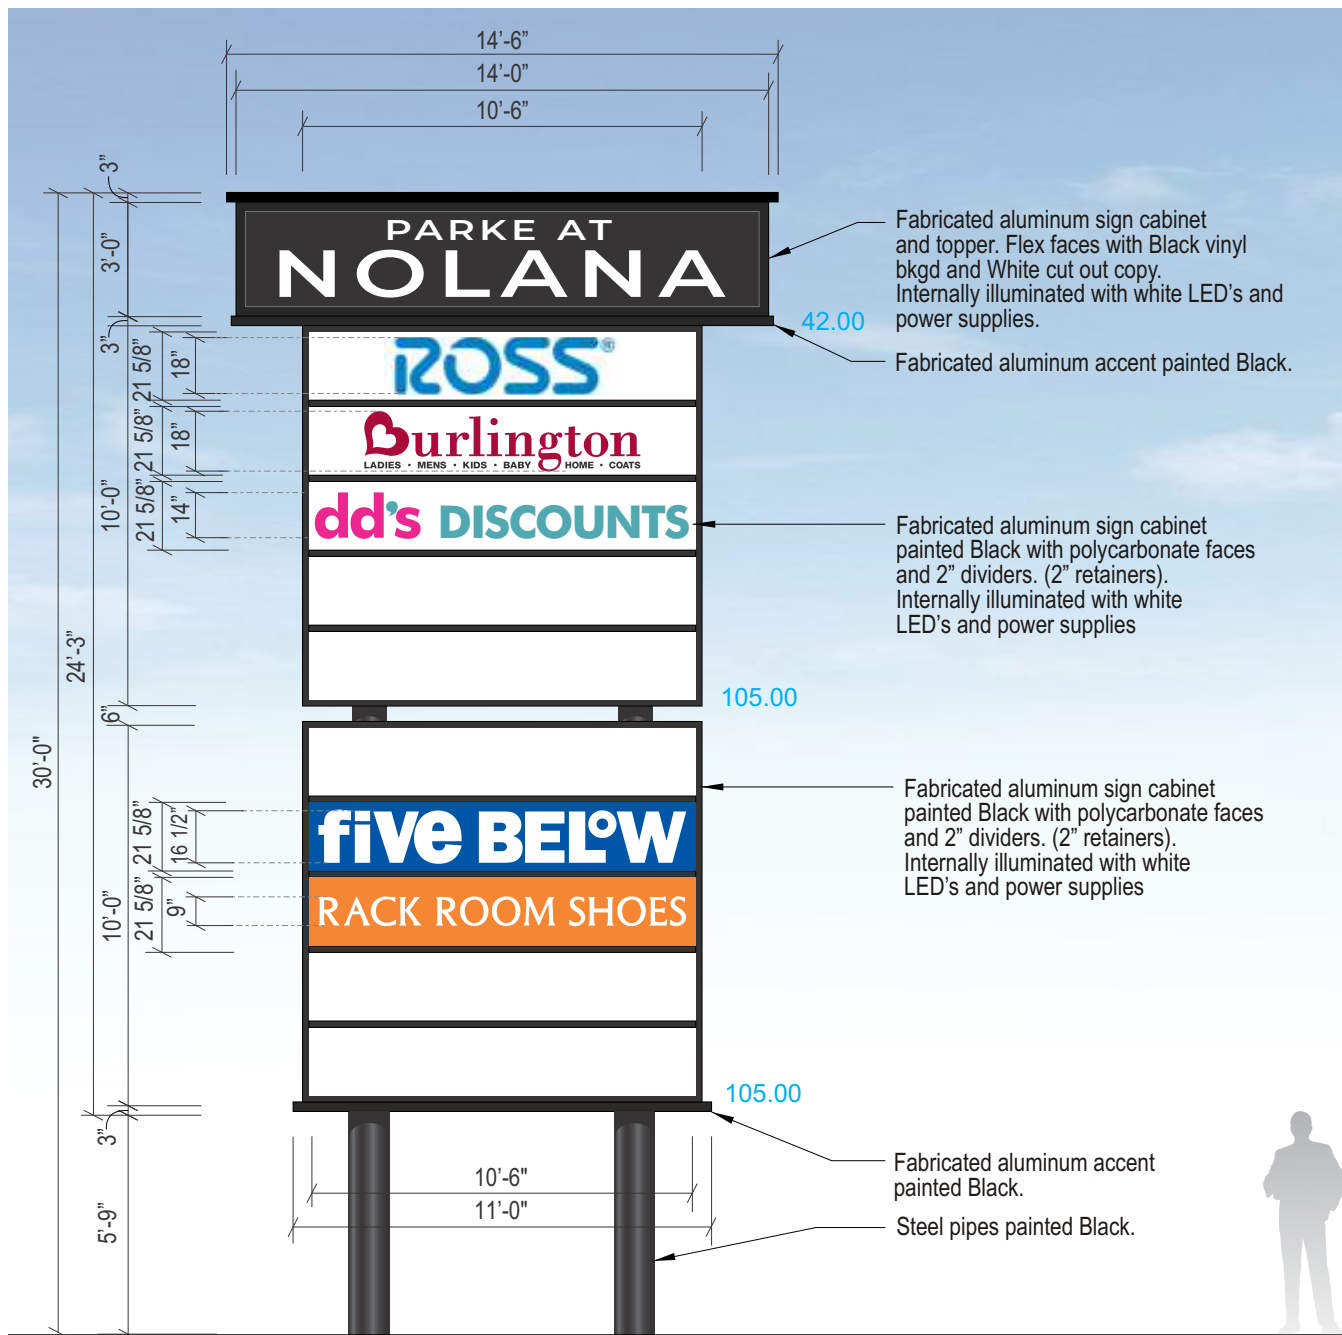 14'-6"
14'-0"
10'-6"
3"
3'-0"
3"
10'-0"
6"
10'-0"
3"
5'-9"
24'-3"
30'-0"
PARKE AT
NOLANA
Fabricated aluminum sign cabinet
and topper. Flex faces with Black vinyl
bkgd and White cut out copy.
Internally illuminated with white LED's and
power supplies.
42.00
Fabricated aluminum accent painted Black.
21 5/8"
18"
ROSS®
21 5/8"
18"
Burlington
LADIES • MENS • KIDS • BABY HOME • COATS
21 5/8"
14"
dd's DISCOUNTS
Fabricated aluminum sign cabinet
painted Black with polycarbonate faces
and 2" dividers. (2" retainers).
Internally illuminated with white
LED's and power supplies
105.00
Fabricated aluminum sign cabinet
painted Black with polycarbonate faces
and 2" dividers. (2" retainers).
Internally illuminated with white
LED's and power supplies
21 5/8"
16 1/2"
five BELOW
21 5/8"
9"
RACK ROOM SHOES
105.00
Fabricated aluminum accent
painted Black.
10'-6"
11'-0"
Steel pipes painted Black.